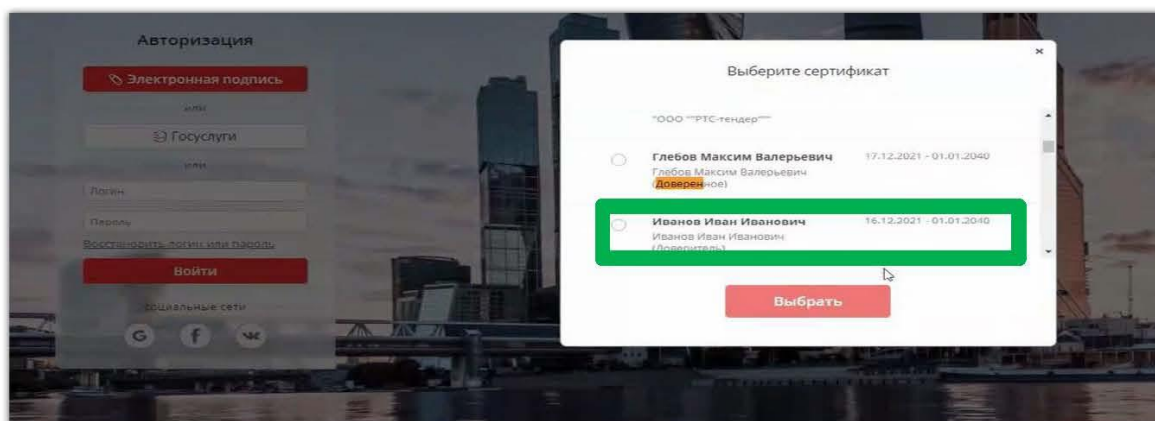 Авторизация
Электронная подпись
или
Госуслуги
или
Логин
Пароль
Восстановить логин или пароль
Войти
социальные сети
G f
Выберите сертификат
"ООО ""РТС-тендер"""
Глебов Максим Валерьевич 17.12.2021 - 01.01.2040
Глебов Максим Валерьевич
(Доверенное)
Иванов Иван Иванович 16.12.2021 - 01.01.2040
Иванов Иван Иванович
(Доверитель)
Выбрать